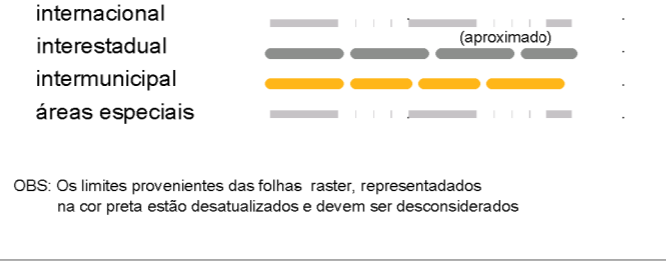 internacional
(aproximado)
interestadual
intermunicipal
áreas especiais
OBS: Os limites provenientes das folhas raster, representadados
na cor preta estão desatualizados e devem ser desconsiderados